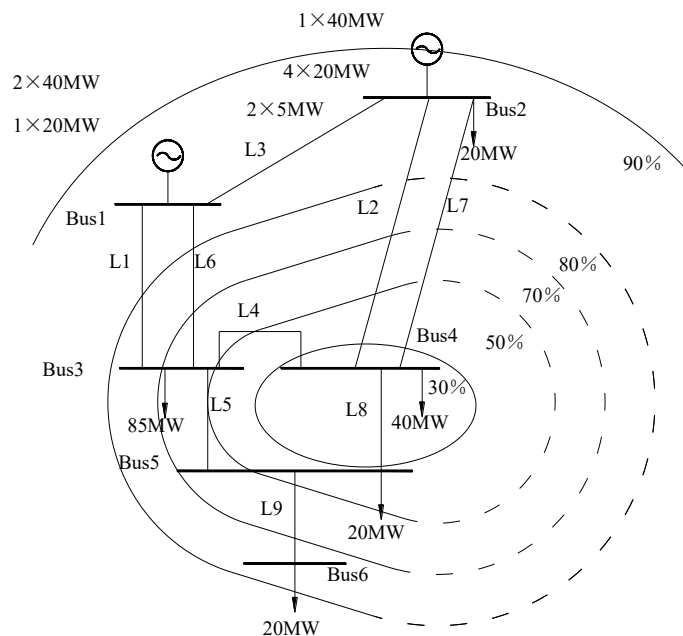 1×40MW
4×20MW
2×40MW
2×5MW
Bus2
1×20MW
L3
20MW
90%
L2
L7
Bus1
L1
L6
80%
70%
L4
Bus4
50%
Bus3
30%
L5
L8
85MW
40MW
Bus5
L9
20MW
Bus6
20MW